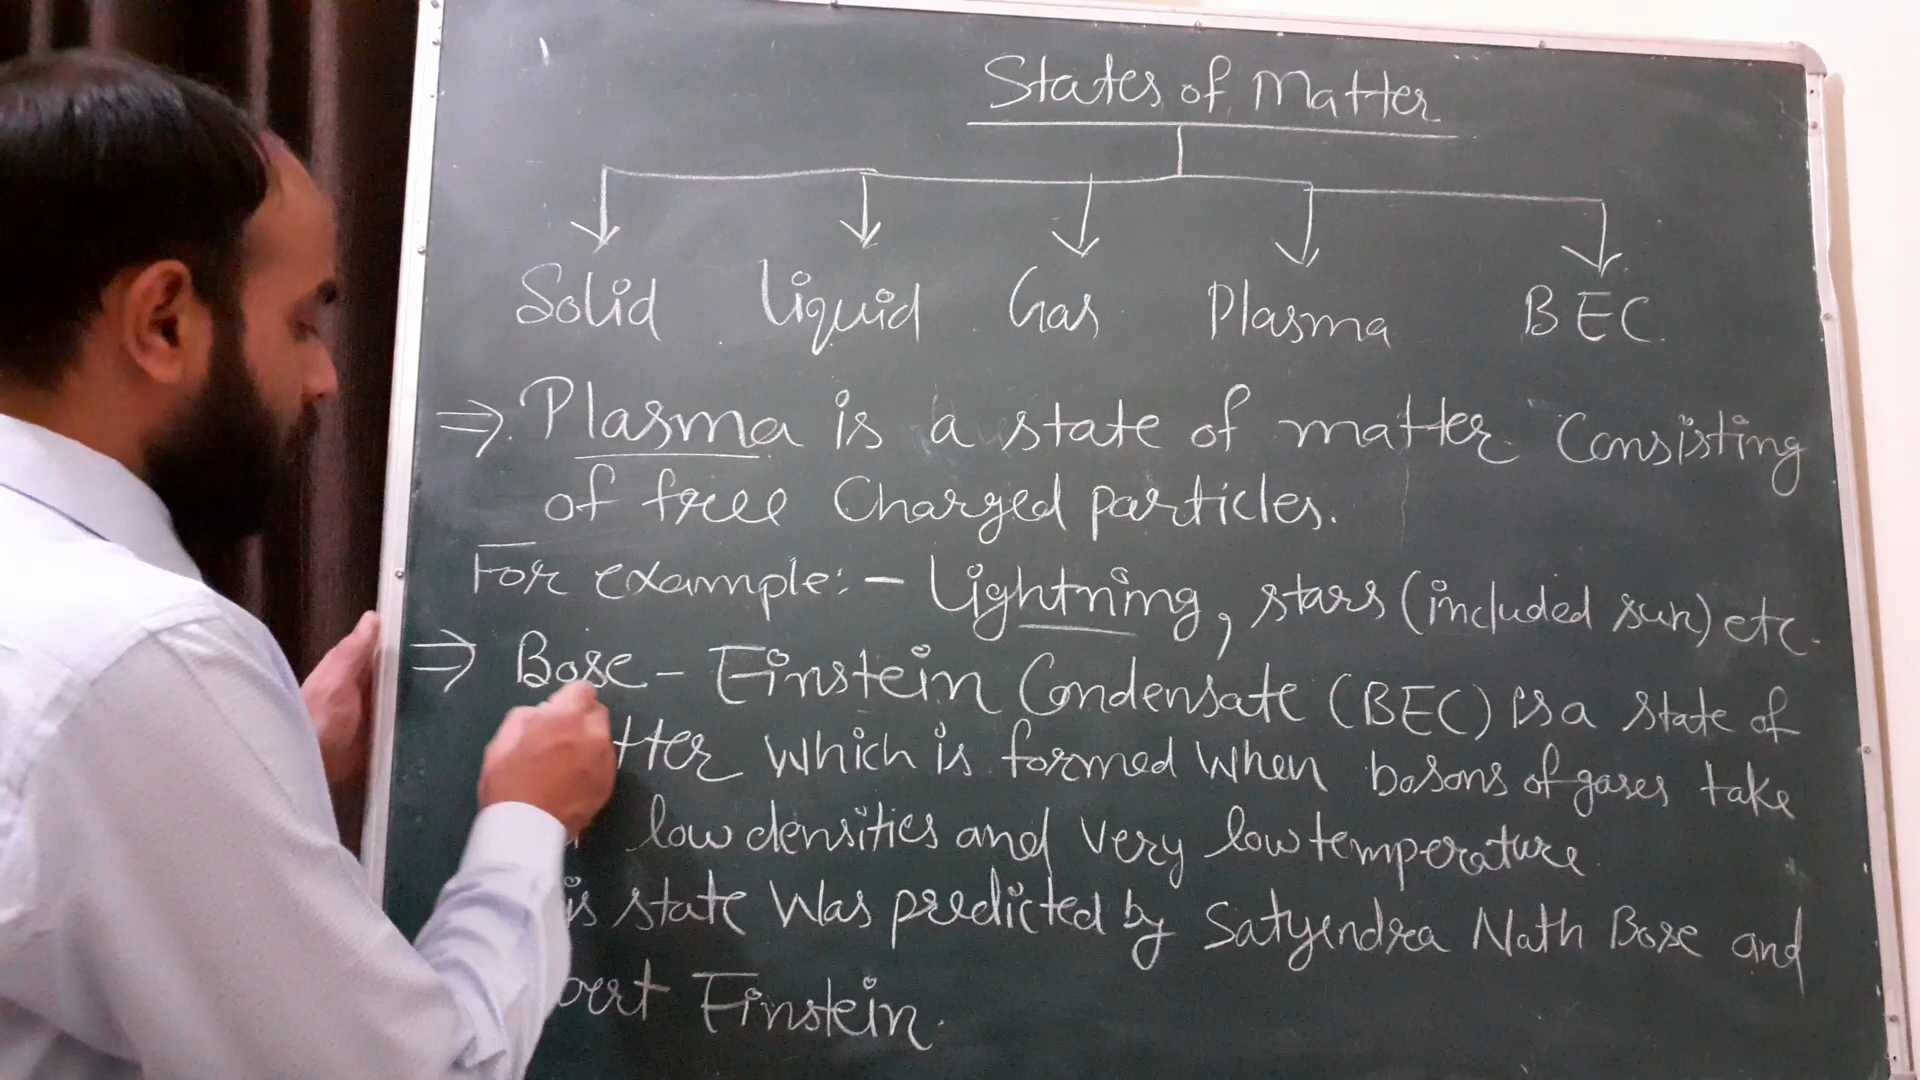 States of Matter
Solid Liquid Gas Plasma BEC
⇒ Plasma is a state of matter Consisting
of free Charged particles.
For example:- Lightning, stars (included sun) etc.
⇒ Bose-Einstein Condensate (BEC) is a state of
tter which is formed when bosons of gases take
low densities and very low temperature.
is state was predicted by Satyendra Nath Bose and
bert Einstein.